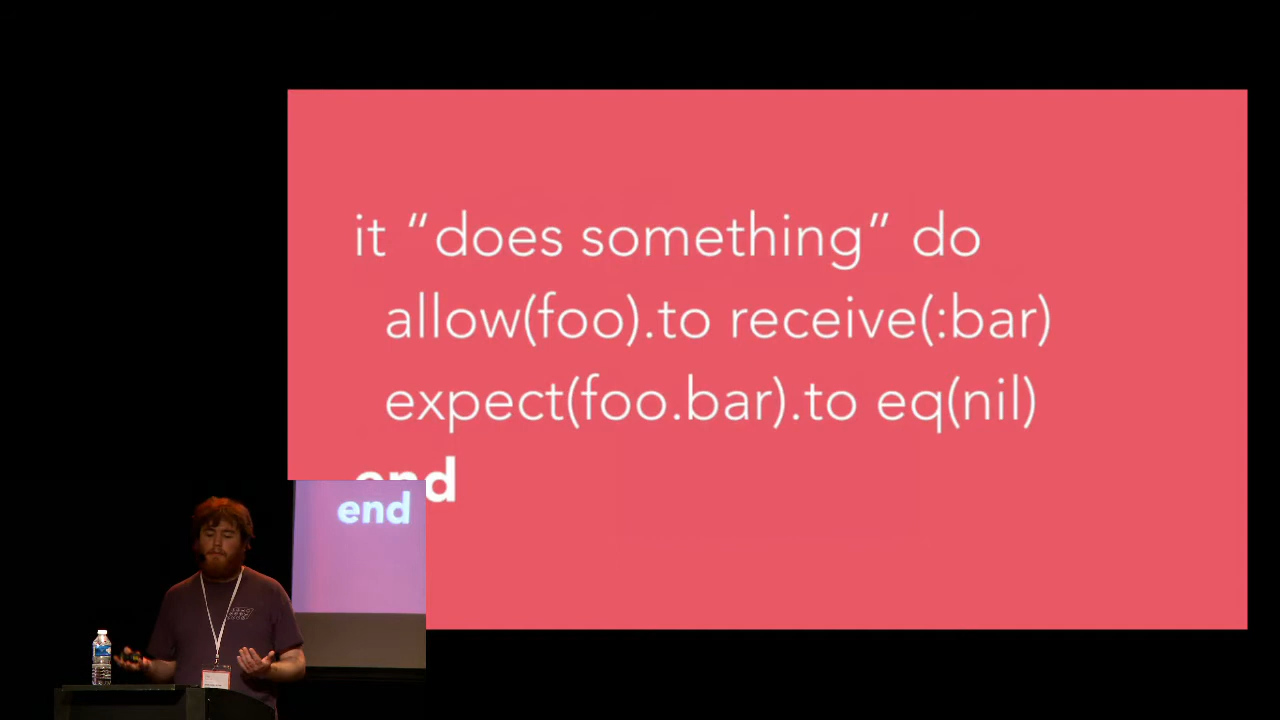 it “does something” do
allow(foo).to receive(:bar)
expect(foo.bar).to eq(nil)
end
end